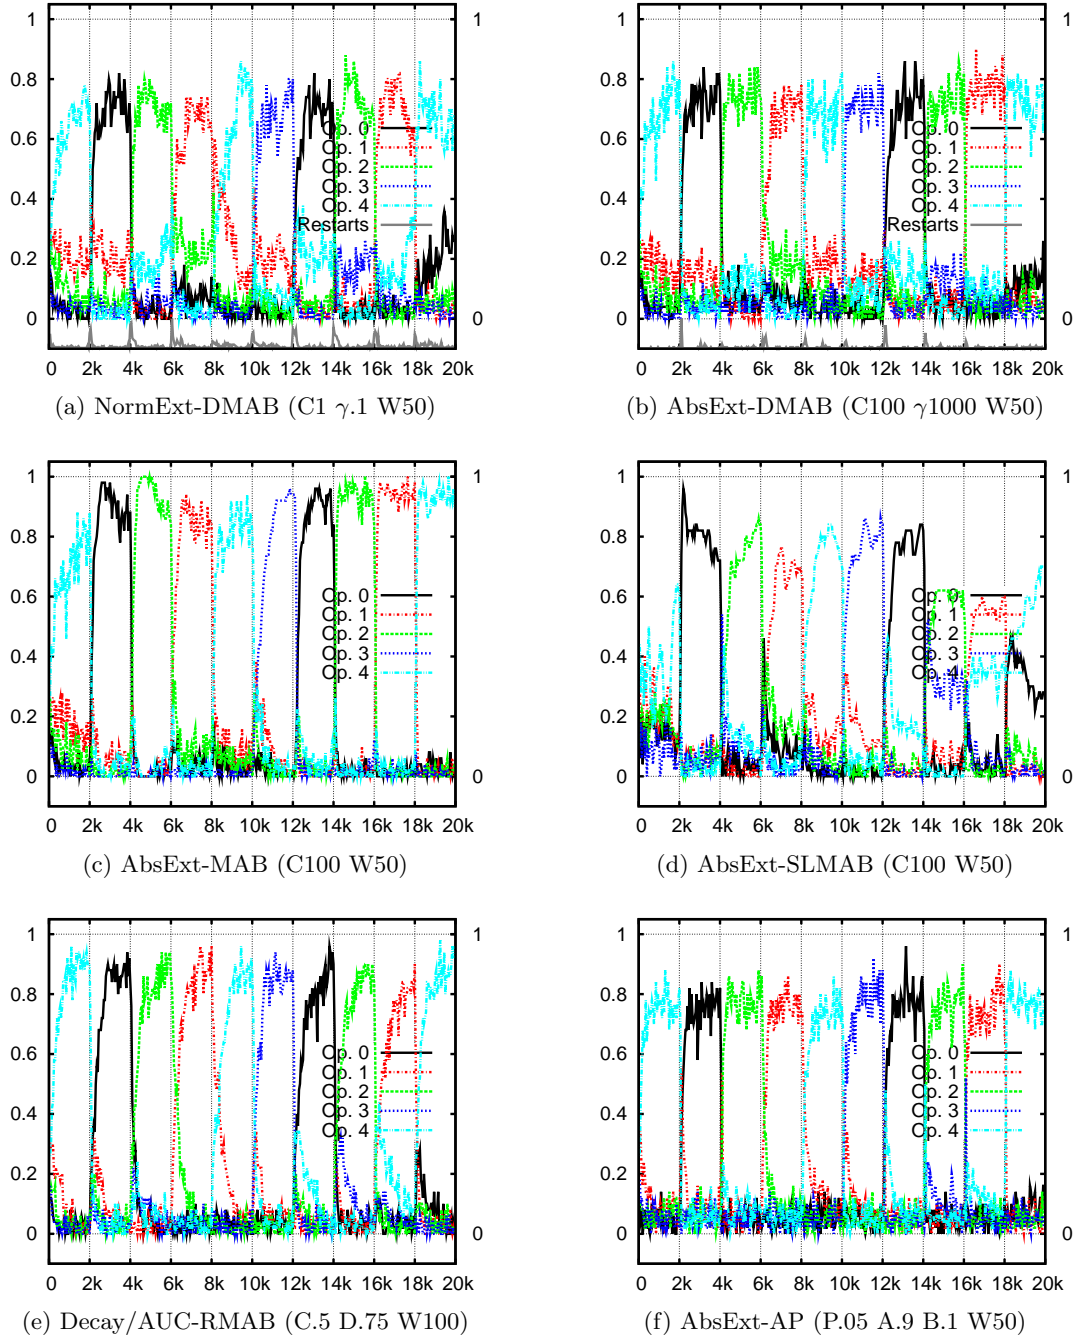 1 1
0.8
0.6
0.4
0.2
0 0
Op. 0
Op. 1
Op. 2
Op. 3
Op. 4
Restarts
2k 4k 6k 8k 10k 12k 14k 16k 18k 20k
(a) NormExt-DMAB (C1 γ.1 W50)
1 1
0.8
0.6
0.4
0.2
0 0
Op. 0
Op. 1
Op. 2
Op. 3
Op. 4
Restarts
2k 4k 6k 8k 10k 12k 14k 16k 18k 20k
(b) AbsExt-DMAB (C100 γ1000 W50)
1 1
0.8
0.6
0.4
0.2
0 0
Op. 0
Op. 1
Op. 2
Op. 3
Op. 4
2k 4k 6k 8k 10k 12k 14k 16k 18k 20k
(c) AbsExt-MAB (C100 W50)
1 1
0.8
0.6
0.4
0.2
0 0
Op. 0
Op. 1
Op. 2
Op. 3
Op. 4
2k 4k 6k 8k 10k 12k 14k 16k 18k 20k
(d) AbsExt-SLMAB (C100 W50)
1 1
0.8
0.6
0.4
0.2
0 0
Op. 0
Op. 1
Op. 2
Op. 3
Op. 4
2k 4k 6k 8k 10k 12k 14k 16k 18k 20k
(e) Decay/AUC-RMAB (C.5 D.75 W100)
1 1
0.8
0.6
0.4
0.2
0 0
Op. 0
Op. 1
Op. 2
Op. 3
Op. 4
2k 4k 6k 8k 10k 12k 14k 16k 18k 20k
(f) AbsExt-AP (P.05 A.9 B.1 W50)